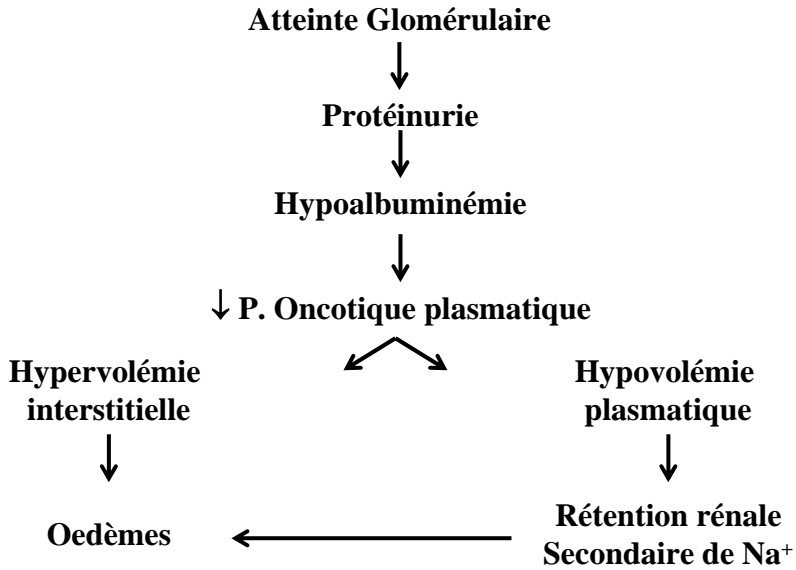 Atteinte Glomérulaire
Protéinurie
Hypoalbuminémie
↓ P. Oncotique plasmatique
Hypervolémie
interstitielle
Hypovolémie
plasmatique
Oedèmes
Rétention rénale
Secondaire de Na⁺